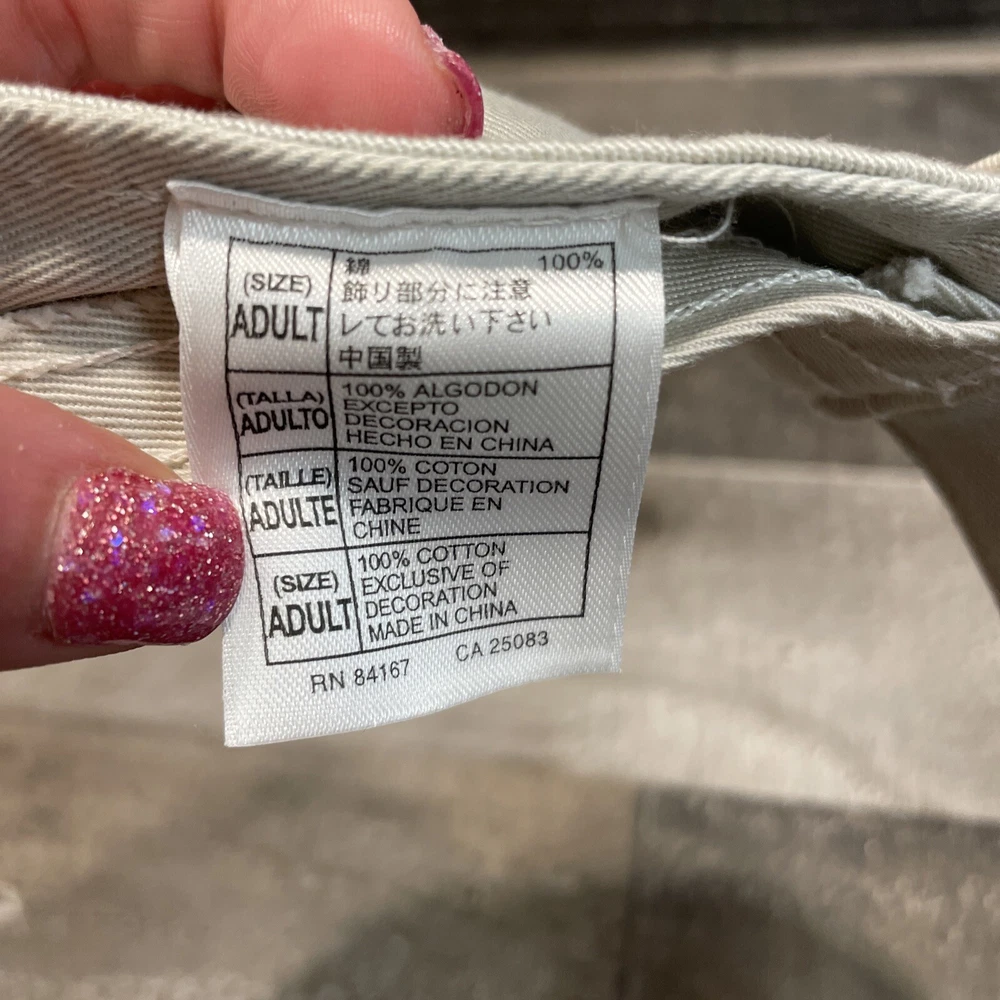 (SIZE)
ADULT
綿 100%
飾り部分に注意
レてお洗い下さい
中国製
(TALLA)
ADULTO
100% ALGODON
EXCEPTO
DECORACION
HECHO EN CHINA
(TAILLE)
ADULTE
100% COTON
SAUF DECORATION
FABRIQUE EN
CHINE
(SIZE)
ADULT
100% COTTON
EXCLUSIVE OF
DECORATION
MADE IN CHINA
RN 84167 CA 25083